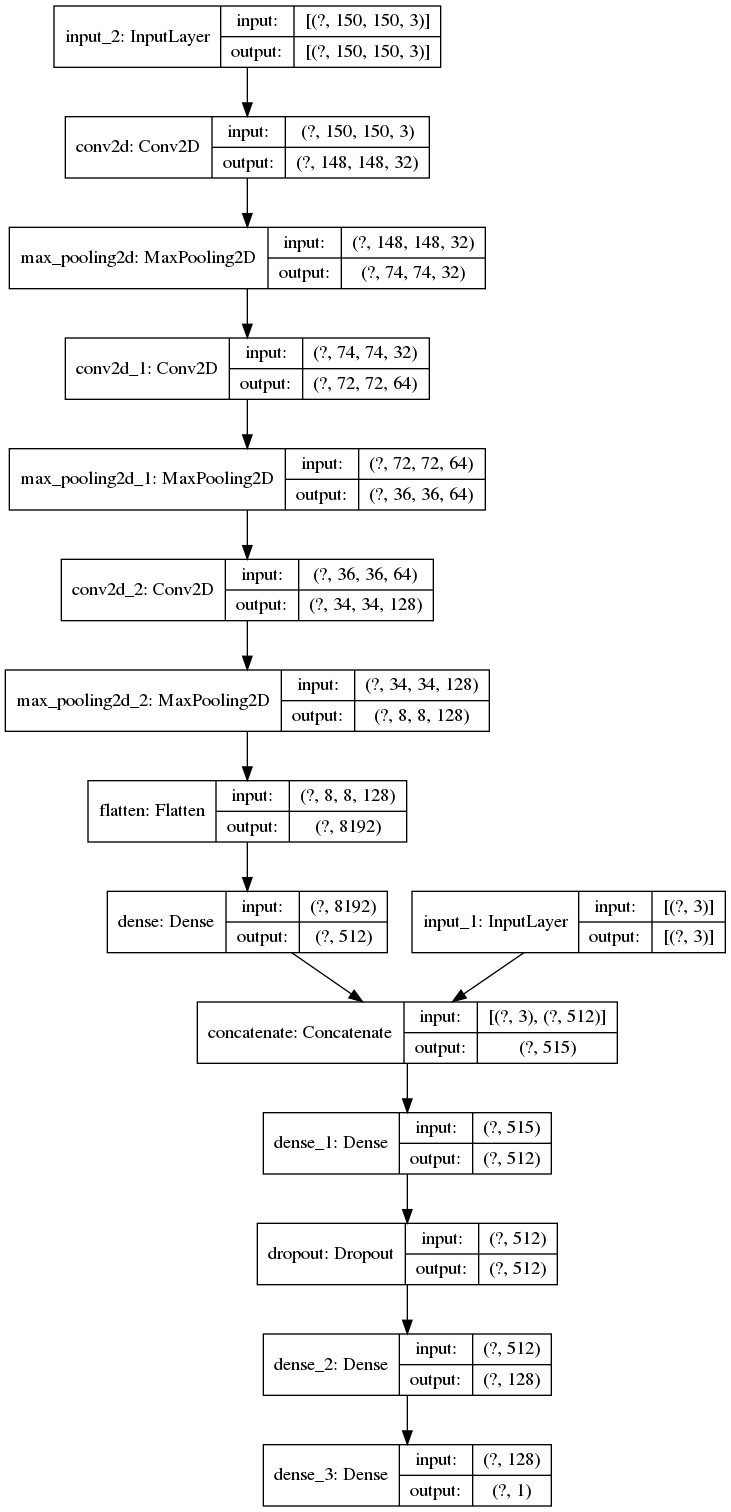 input_2: InputLayer
input: [(?, 150, 150, 3)]
output: [(?, 150, 150, 3)]
conv2d: Conv2D
input: (?, 150, 150, 3)
output: (?, 148, 148, 32)
max_pooling2d: MaxPooling2D
input: (?, 148, 148, 32)
output: (?, 74, 74, 32)
conv2d_1: Conv2D
input: (?, 74, 74, 32)
output: (?, 72, 72, 64)
max_pooling2d_1: MaxPooling2D
input: (?, 72, 72, 64)
output: (?, 36, 36, 64)
conv2d_2: Conv2D
input: (?, 36, 36, 64)
output: (?, 34, 34, 128)
max_pooling2d_2: MaxPooling2D
input: (?, 34, 34, 128)
output: (?, 8, 8, 128)
flatten: Flatten
input: (?, 8, 8, 128)
output: (?, 8192)
dense: Dense
input: (?, 8192)
output: (?, 512)
input_1: InputLayer
input: [(?, 3)]
output: [(?, 3)]
concatenate: Concatenate
input: [(?, 3), (?, 512)]
output: (?, 515)
dense_1: Dense
input: (?, 515)
output: (?, 512)
dropout: Dropout
input: (?, 512)
output: (?, 512)
dense_2: Dense
input: (?, 512)
output: (?, 128)
dense_3: Dense
input: (?, 128)
output: (?, 1)